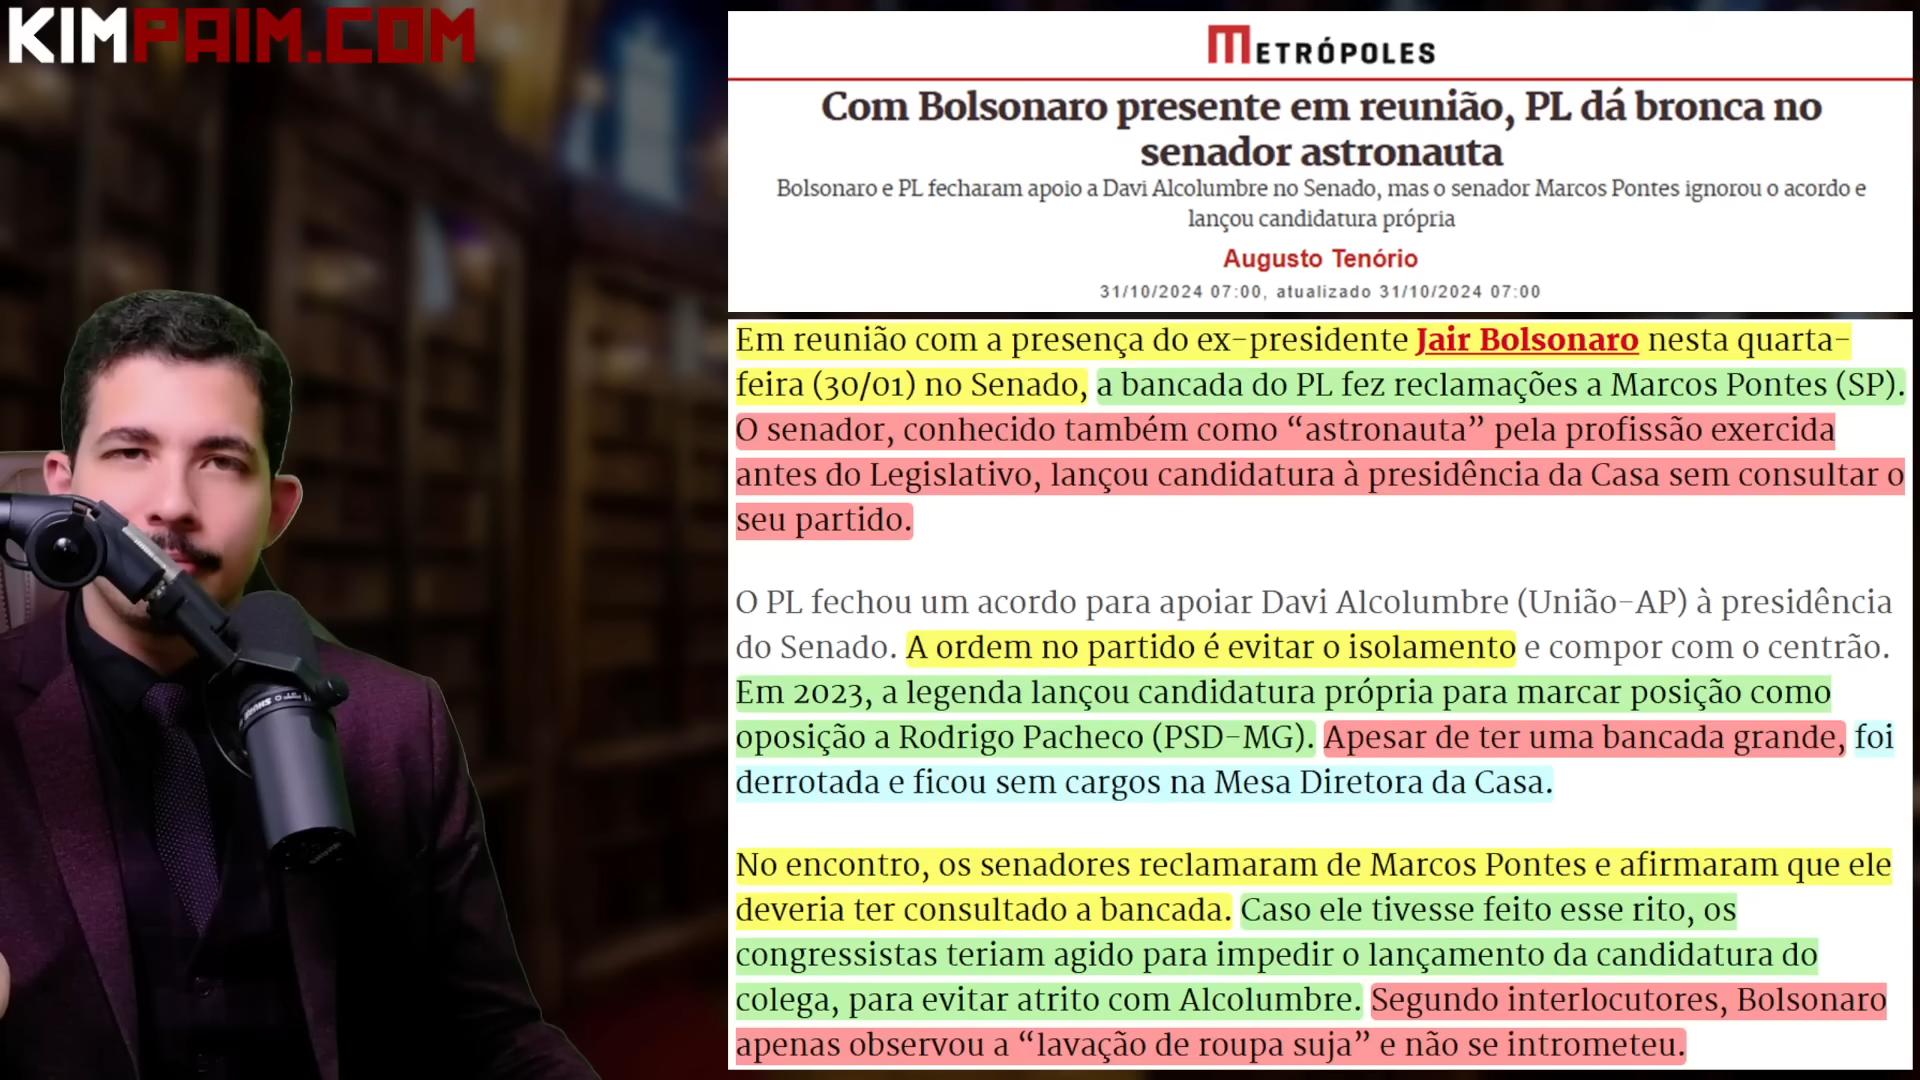 KIMPAIM.COM
METRÓPOLES
Com Bolsonaro presente em reunião, PL dá bronca no
senador astronauta
Bolsonaro e PL fecharam apoio a Davi Alcolumbre no Senado, mas o senador Marcos Pontes ignorou o acordo e
lançou candidatura própria
Augusto Tenório
31/10/2024 07:00, atualizado 31/10/2024 07:00
Em reunião com a presença do ex-presidente Jair Bolsonaro nesta quarta-
feira (30/01) no Senado, a bancada do PL fez reclamações a Marcos Pontes (SP).
O senador, conhecido também como “astronauta” pela profissão exercida
antes do Legislativo, lançou candidatura à presidência da Casa sem consultar o
seu partido.
O PL fechou um acordo para apoiar Davi Alcolumbre (União-AP) à presidência
do Senado. A ordem no partido é evitar o isolamento e compor com o centrão.
Em 2023, a legenda lançou candidatura própria para marcar posição como
oposição a Rodrigo Pacheco (PSD-MG). Apesar de ter uma bancada grande, foi
derrotada e ficou sem cargos na Mesa Diretora da Casa.
No encontro, os senadores reclamaram de Marcos Pontes e afirmaram que ele
deveria ter consultado a bancada. Caso ele tivesse feito esse rito, os
congressistas teriam agido para impedir o lançamento da candidatura do
colega, para evitar atrito com Alcolumbre. Segundo interlocutores, Bolsonaro
apenas observou a “lavação de roupa suja” e não se intrometeu.